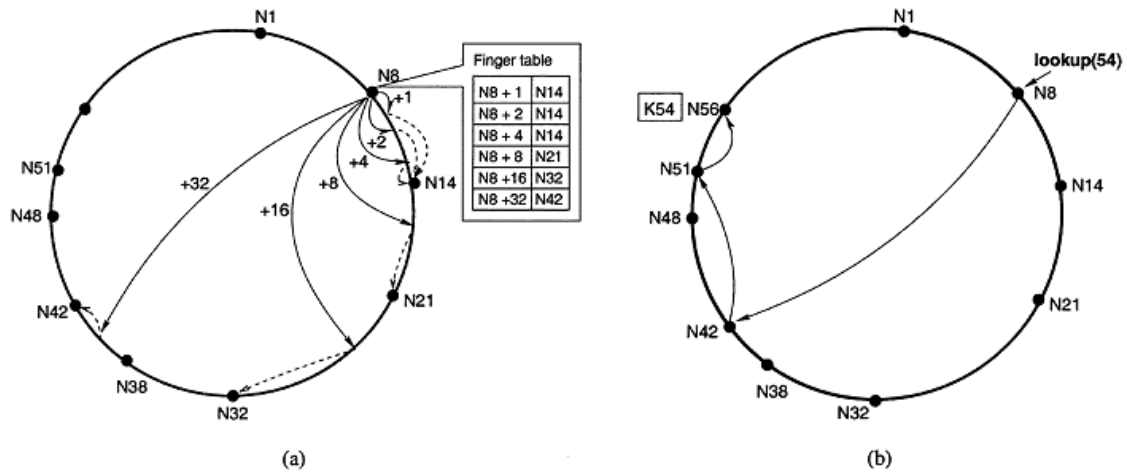 N1
N8
Finger table
N8 + 1 N14
N8 + 2 N14
N8 + 4 N14
N8 + 8 N21
N8 +16 N32
N8 +32 N42
+1
+2
+4
+8
+16
+32
N14
N21
N32
N38
N42
N48
N51
(a)
N1
lookup(54)
N8
K54 N56
N51
N14
N48
N21
N42
N38
N32
(b)